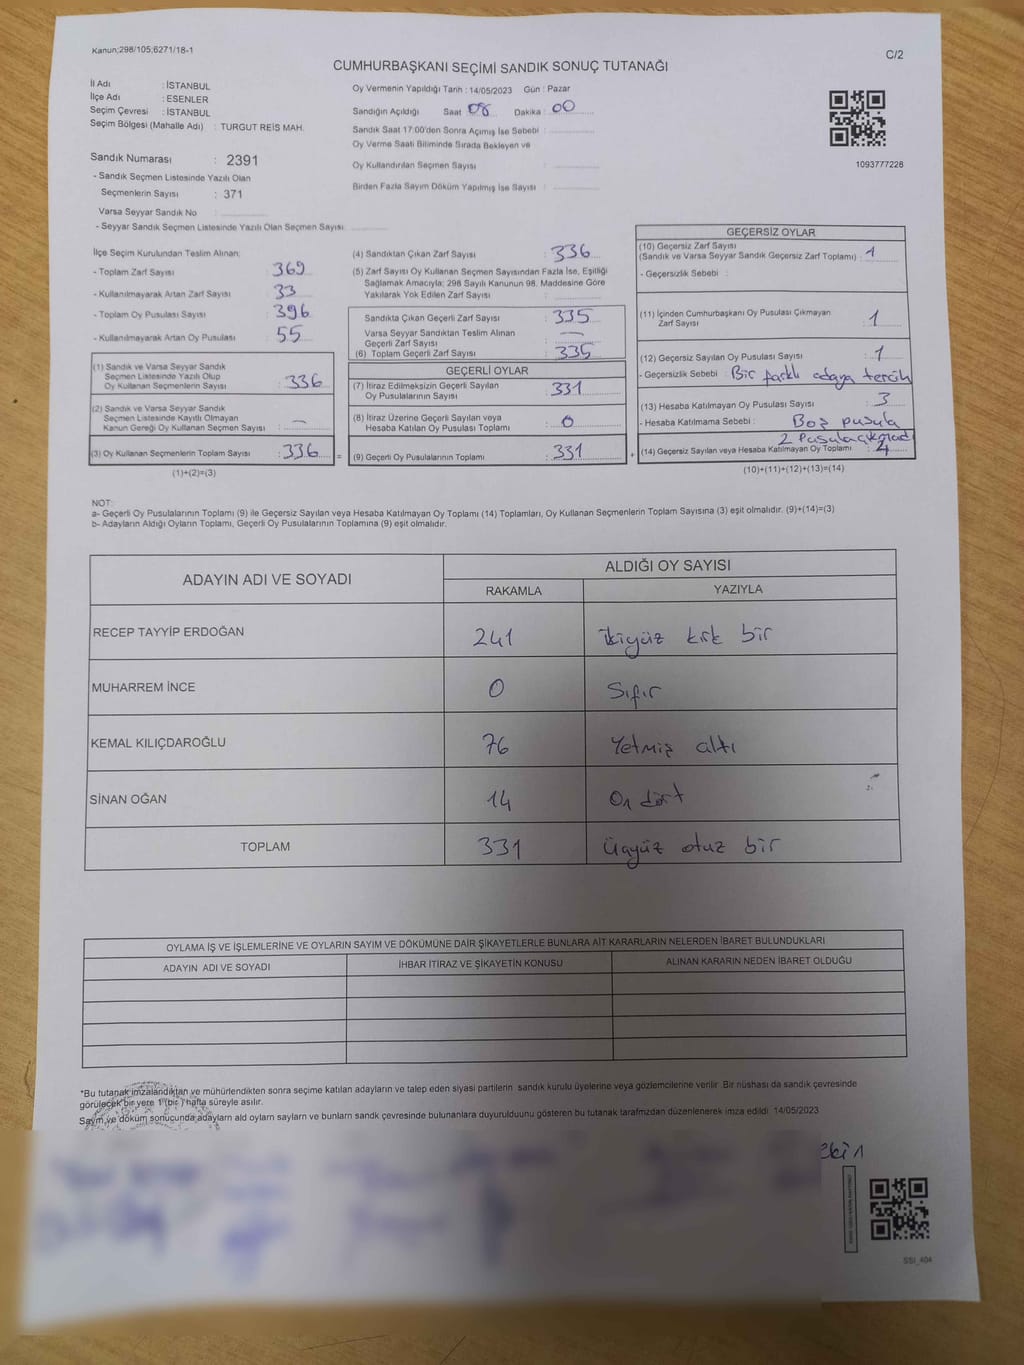 Kanun;298/105;6271/18-1
C/2
CUMHURBAŞKANI SEÇİMİ SANDIK SONUÇ TUTANAĞI
İl Adı : İSTANBUL
İlçe Adı : ESENLER
Seçim Çevresi : İSTANBUL
Seçim Bölgesi (Mahalle Adı) : TURGUT REİS MAH.
Sandık Numarası : 2391
- Sandık Seçmen Listesinde Yazılı Olan
Seçmenlerin Sayısı : 371
Varsa Seyyar Sandık No :
- Seyyar Sandık Seçmen Listesinde Yazılı Olan Seçmen Sayısı:
Oy Vermenin Yapıldığı Tarih : 14/05/2023 Gün : Pazar
Sandığın Açıldığı Saat 08 Dakika : 00
Sandık Saat 17:00'den Sonra Açımış İse Sebebi :
Oy Verme Saati Bitiminde Sırada Bekleyen ve
Oy Kullandırılan Seçmen Sayısı :
Birden Fazla Sayım Döküm Yapılmış İse Sayısı :
1093777228
İlçe Seçim Kurulundan Teslim Alınan;
- Toplam Zarf Sayısı : 369
- Kullanılmayarak Artan Zarf Sayısı : 33
- Toplam Oy Pusulası Sayısı : 396
- Kullanılmayarak Artan Oy Pusulası : 55
(1) Sandık ve Varsa Seyyar Sandık
Seçmen Listesinde Yazılı Olup
Oy Kullanan Seçmenlerin Sayısı : 336
(2) Sandık ve Varsa Seyyar Sandık
Seçmen Listesinde Kayıtlı Olmayan
Kanun Gereği Oy Kullanan Seçmen Sayısı : —
(3) Oy Kullanan Seçmenlerin Toplam Sayısı : 336 =
(1)+(2)=(3)
(4) Sandıktan Çıkan Zarf Sayısı : 336
(5) Zarf Sayısı Oy Kullanan Seçmen Sayısından Fazla İse, Eşitliği
Sağlamak Amacıyla; 298 Sayılı Kanunun 98. Maddesine Göre
Yakılarak Yok Edilen Zarf Sayısı :
Sandıkta Çıkan Geçerli Zarf Sayısı : 335
Varsa Seyyar Sandıktan Teslim Alınan
Geçerli Zarf Sayısı : —
(6) Toplam Geçerli Zarf Sayısı : 335
GEÇERLİ OYLAR
(7) İtiraz Edilmeksizin Geçerli Sayılan
Oy Pusulalarının Sayısı : 331
(8) İtiraz Üzerine Geçerli Sayılan veya
Hesaba Katılan Oy Pusulası Toplamı : 0
(9) Geçerli Oy Pusulalarının Toplamı : 331 +
GEÇERSİZ OYLAR
(10) Geçersiz Zarf Sayısı
(Sandık ve Varsa Seyyar Sandık Geçersiz Zarf Toplamı) : 1
- Geçersizlik Sebebi :
(11) İçinden Cumhurbaşkanı Oy Pusulası Çıkmayan
Zarf Sayısı : 1
(12) Geçersiz Sayılan Oy Pusulası Sayısı : 1
- Geçersizlik Sebebi : Bir farklı adaya tercih
(13) Hesaba Katılmayan Oy Pusulası Sayısı : 3
- Hesaba Katılmama Sebebi : Boş pusula
2 Pusula çıkmadı
(14) Geçersiz Sayılan veya Hesaba Katılmayan Oy Toplamı : 4
(10)+(11)+(12)+(13)=(14)
NOT:
a- Geçerli Oy Pusulalarının Toplamı (9) ile Geçersiz Sayılan veya Hesaba Katılmayan Oy Toplamı (14) Toplamları, Oy Kullanan Seçmenlerin Toplam Sayısına (3) eşit olmalıdır. (9)+(14)=(3)
b- Adayların Aldığı Oyların Toplamı, Geçerli Oy Pusulalarının Toplamına (9) eşit olmalıdır.
ADAYIN ADI VE SOYADI
ALDIĞI OY SAYISI
RAKAMLA YAZIYLA
RECEP TAYYİP ERDOĞAN 241 ikiyüz kırk bir
MUHARREM İNCE 0 Sıfır
KEMAL KILIÇDAROĞLU 76 Yetmiş altı
SİNAN OĞAN 14 On dört
TOPLAM 331 Üçyüz otuz bir
OYLAMA İŞ VE İŞLEMLERİNE VE OYLARIN SAYIM VE DÖKÜMÜNE DAİR ŞİKAYETLERLE BUNLARA AİT KARARLARIN NELERDEN İBARET BULUNDUKLARI
ADAYIN ADI VE SOYADI İHBAR İTİRAZ VE ŞİKAYETİN KONUSU ALINAN KARARIN NEDEN İBARET OLDUĞU
*Bu tutanak imzalandıktan ve mühürlendikten sonra seçime katılan adayların ve talep eden siyasi partilerin sandık kurulu üyelerine veya gözlemcilerine verilir. Bir nüshası da sandık çevresinde
görülecek bir yere 1 (bir ) hafta süreyle asılır.
Saym ve döküm sonucunda adaylarn ald oylarn saylarn ve bunlarn sandk çevresinde bulunanlara duyurulduunu gösteren bu tutanak tarafmzdan düzenlenerek imza edildi. 14/05/2023
SSI_404